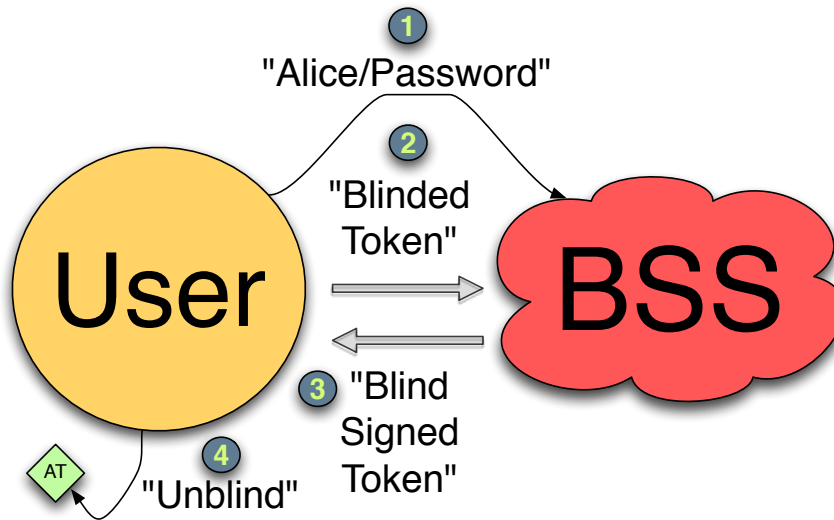 1
"Alice/Password"
2
"Blinded
Token"
User
BSS
3
"Blind
Signed
Token"
4
"Unblind"
AT